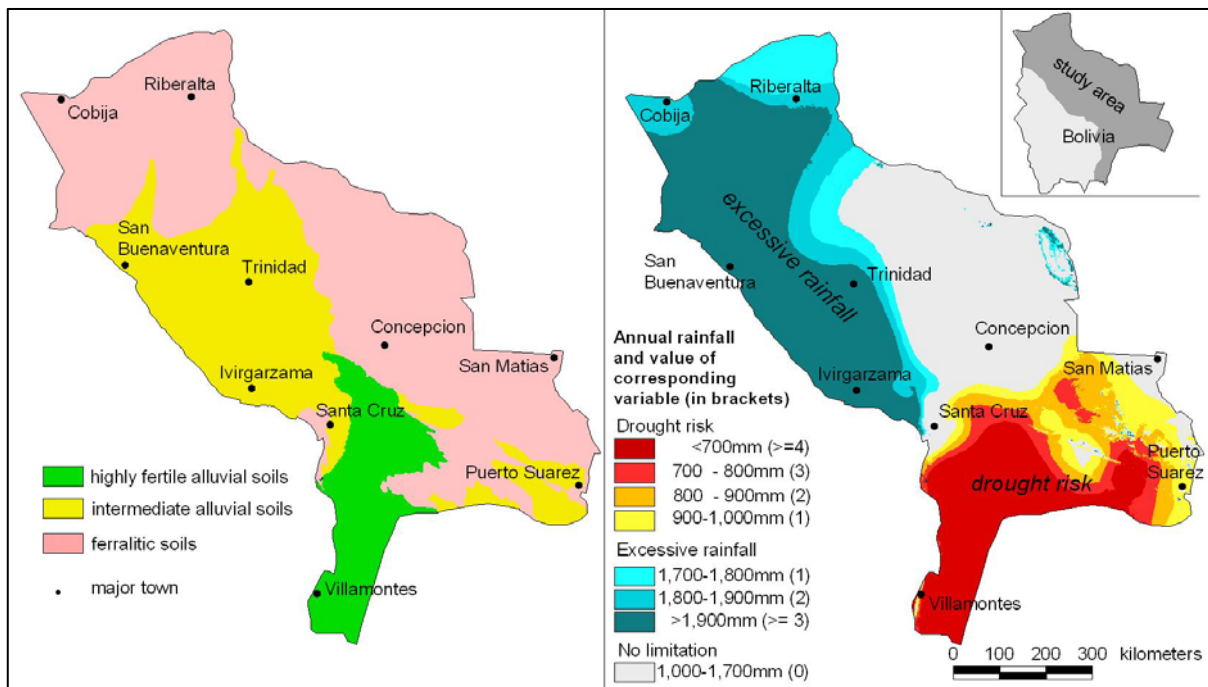 Riberalta
Cobija
San
Buenaventura
Trinidad
Concepcion
San Matias
Ivirgarzama
Santa Cruz
Puerto Suarez
highly fertile alluvial soils
intermediate alluvial soils
ferralitic soils
major town
Villamontes
study area
Bolivia
Riberalta
Cobija
excessive rainfall
San
Buenaventura
Trinidad
Concepcion
San Matias
Ivirgarzama
Santa Cruz
Puerto
Suarez
drought risk
Villamontes
Annual rainfall
and value of
corresponding
variable (in brackets)
Drought risk
<700mm (>=4)
700 - 800mm (3)
800 - 900mm (2)
900-1,000mm (1)
Excessive rainfall
1,700-1,800mm (1)
1,800-1,900mm (2)
>1,900mm (>= 3)
No limitation
1,000-1,700mm (0)
0 100 200 300 kilometers